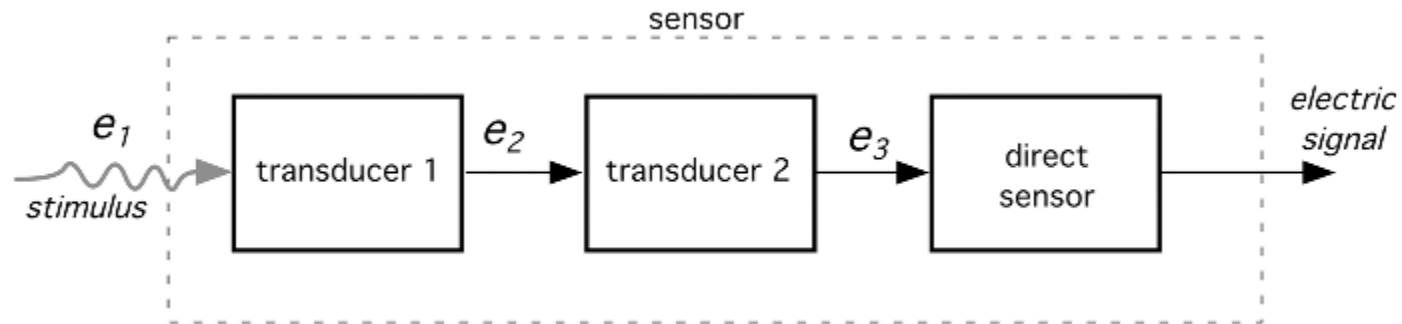 sensor
e1
stimulus
transducer 1
e2
transducer 2
e3
direct
sensor
electric
signal